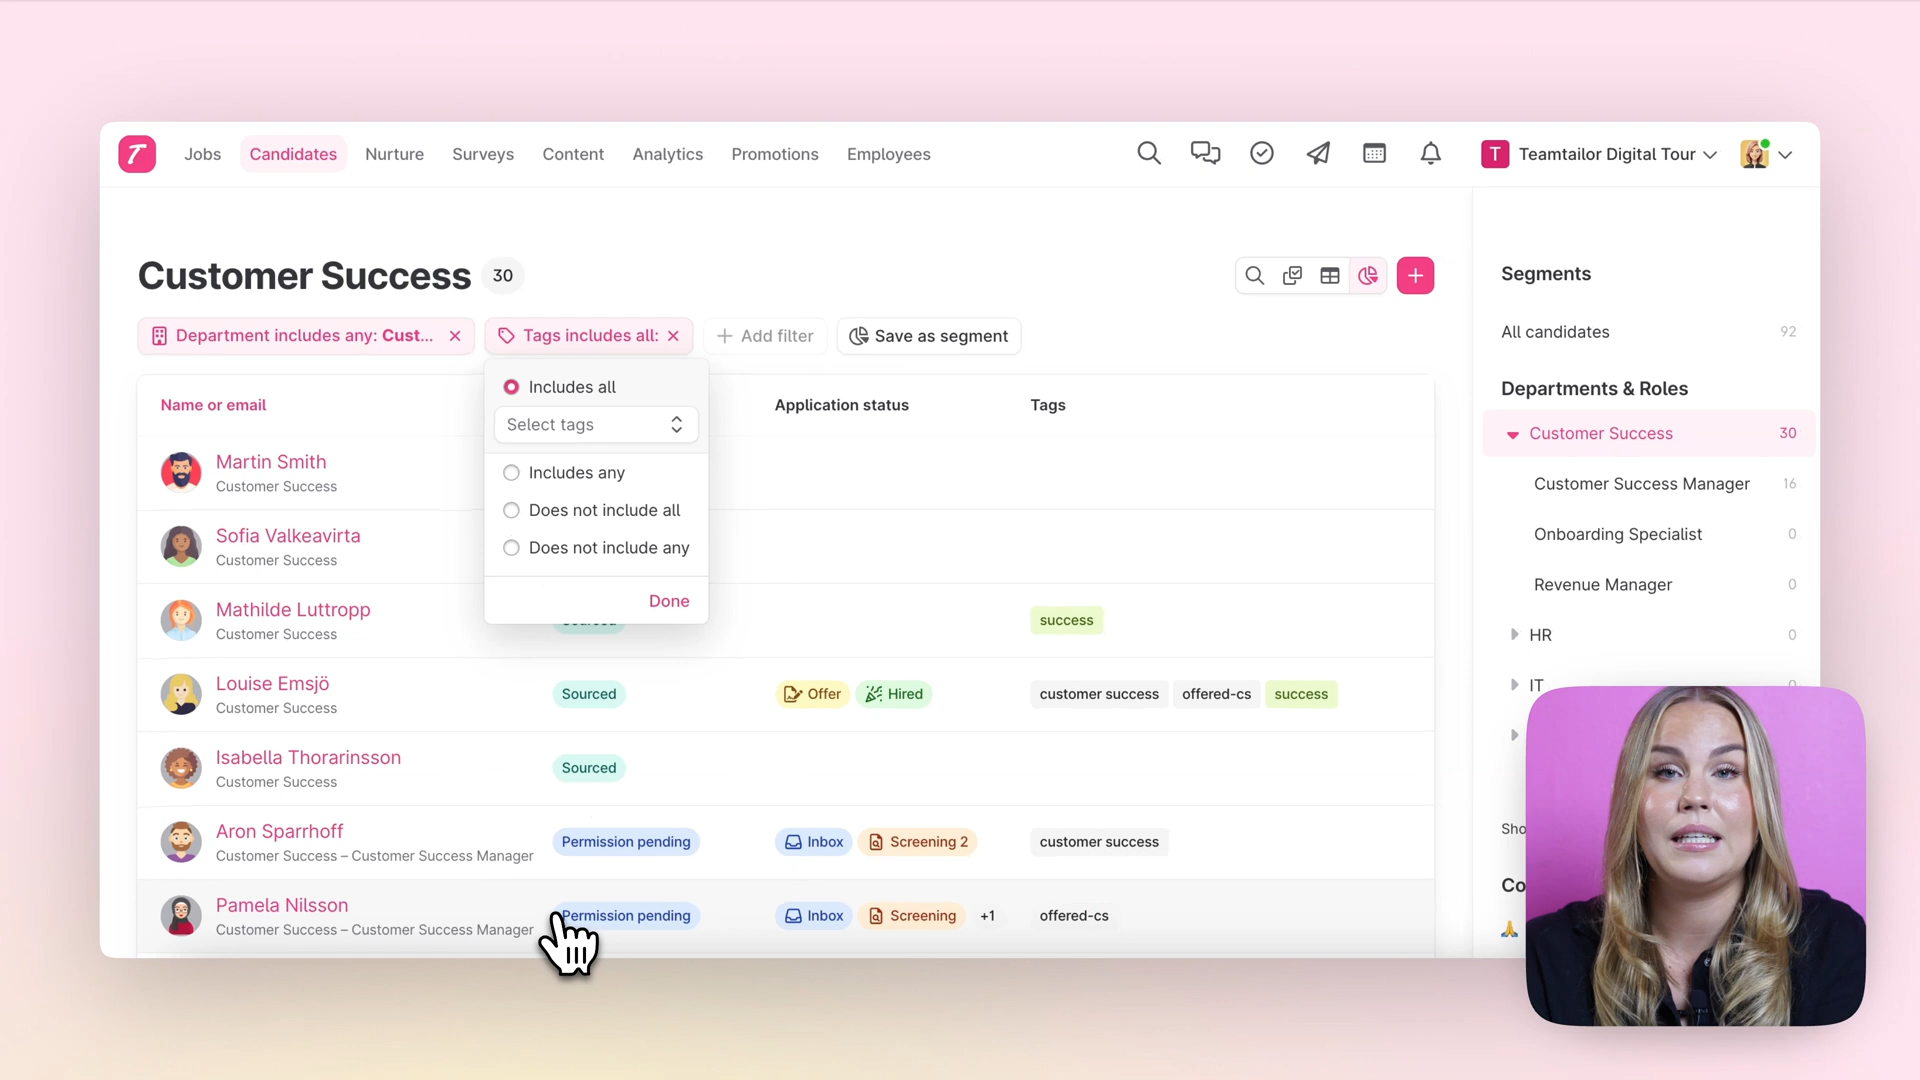 Jobs Candidates Nurture Surveys Content Analytics Promotions Employees
T Teamtailor Digital Tour
Customer Success 30
Department includes any: Cust...
Tags includes all:
Add filter
Save as segment
Includes all
Select tags
Includes any
Does not include all
Does not include any
Done
Name or email Application status Tags
Martin Smith
Customer Success
Sofia Valkeavirta
Customer Success
Mathilde Luttropp
Customer Success
success
Louise Emsjö
Customer Success
Sourced Offer Hired customer success offered-cs success
Isabella Thorarinsson
Customer Success
Sourced
Aron Sparrhoff
Customer Success – Customer Success Manager
Permission pending Inbox Screening 2 customer success
Pamela Nilsson
Customer Success – Customer Success Manager
Permission pending Inbox Screening +1 offered-cs
Segments
All candidates 92
Departments & Roles
Customer Success 30
Customer Success Manager 16
Onboarding Specialist 0
Revenue Manager 0
HR 0
IT
Sho
Co